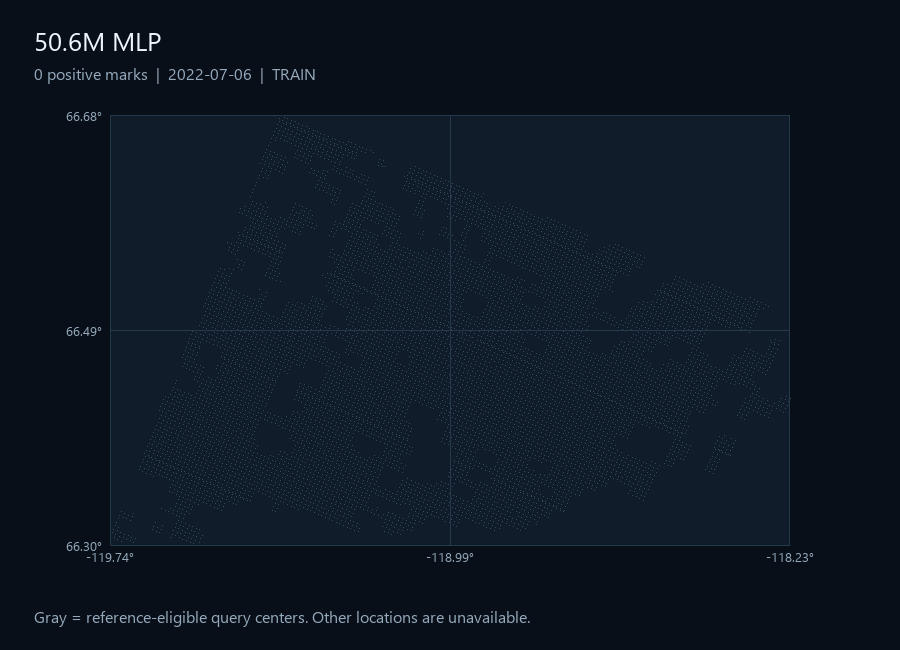 50.6M MLP
0 positive marks | 2022-07-06 | TRAIN
66.68°
66.49°
66.30°
-119.74° -118.99° -118.23°
Gray = reference-eligible query centers. Other locations are unavailable.